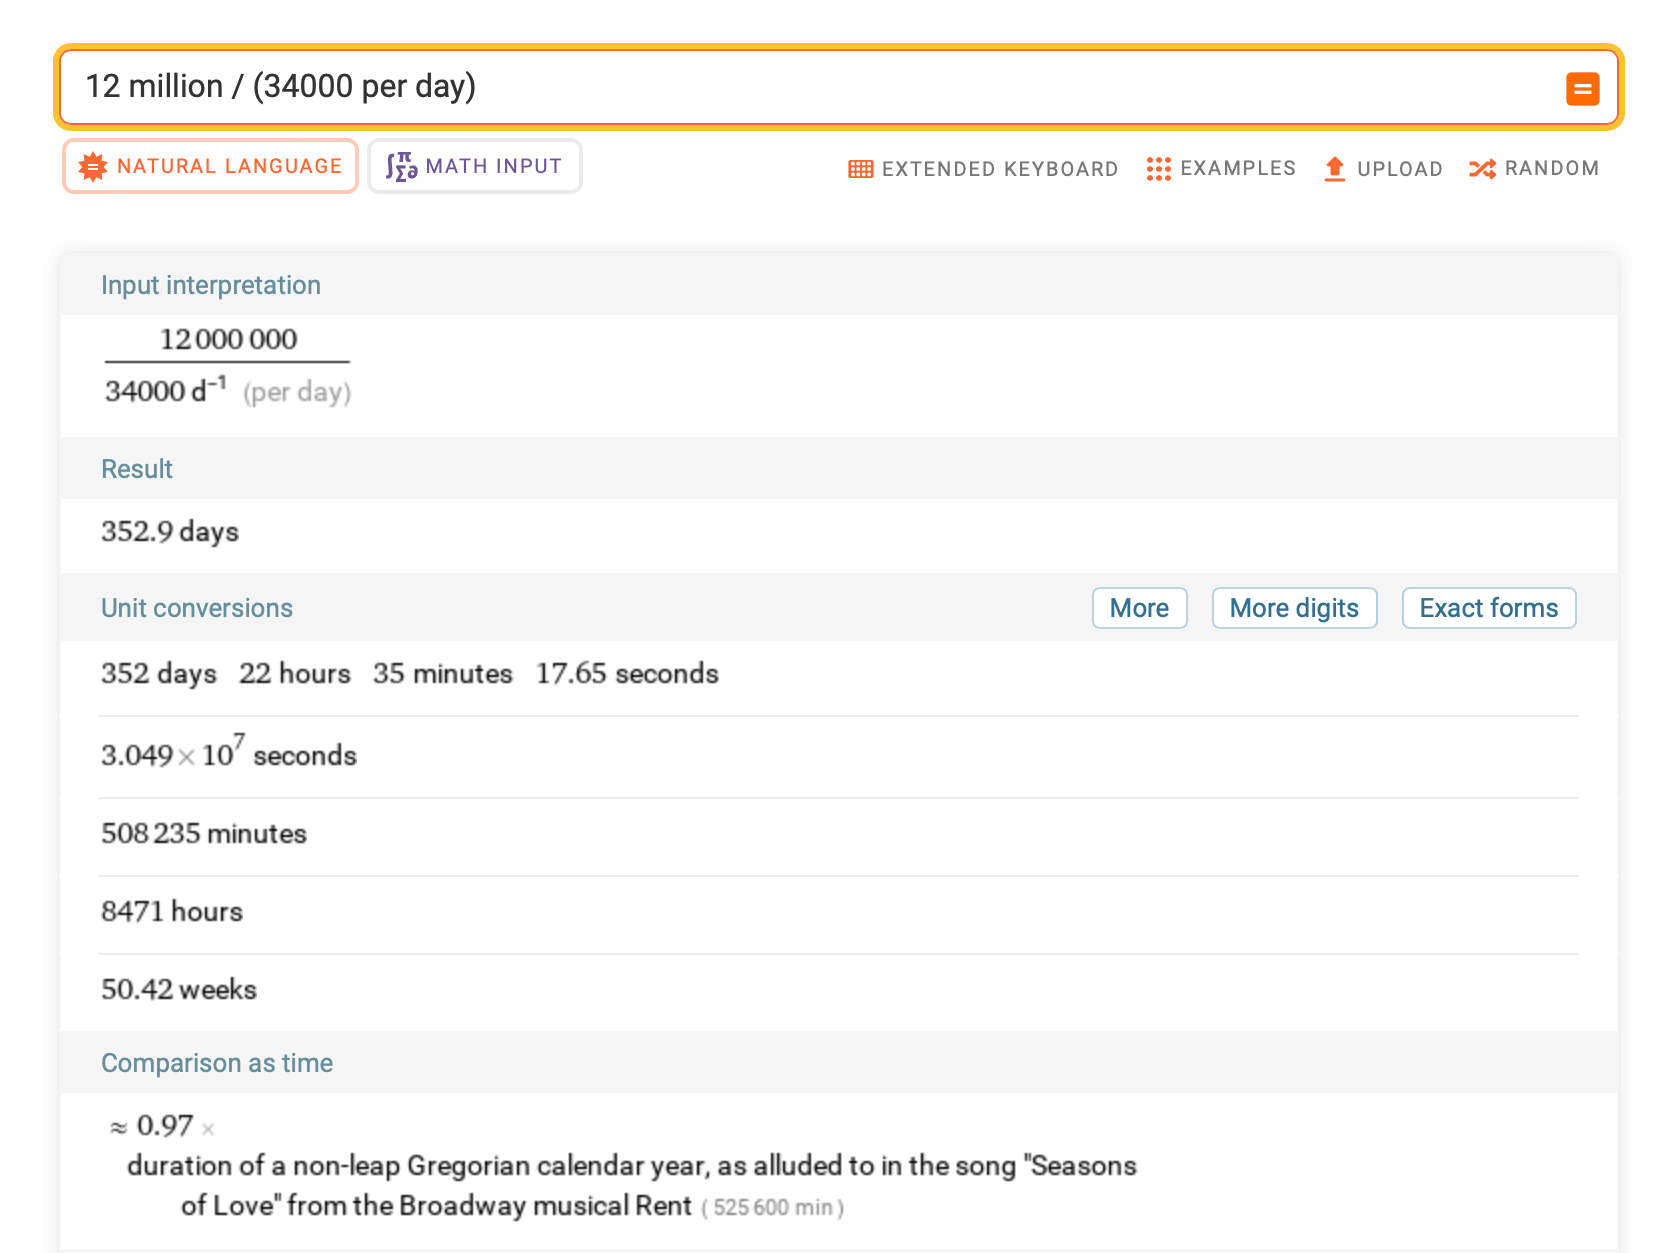 12 million / (34000 per day)
NATURAL LANGUAGE
MATH INPUT
EXTENDED KEYBOARD
EXAMPLES
UPLOAD
RANDOM
Input interpretation
12 000 000
34000 d⁻¹ (per day)
Result
352.9 days
Unit conversions
More
More digits
Exact forms
352 days 22 hours 35 minutes 17.65 seconds
3.049×10⁷ seconds
508 235 minutes
8471 hours
50.42 weeks
Comparison as time
≈ 0.97 ×
duration of a non-leap Gregorian calendar year, as alluded to in the song "Seasons
of Love" from the Broadway musical Rent ( 525 600 min )